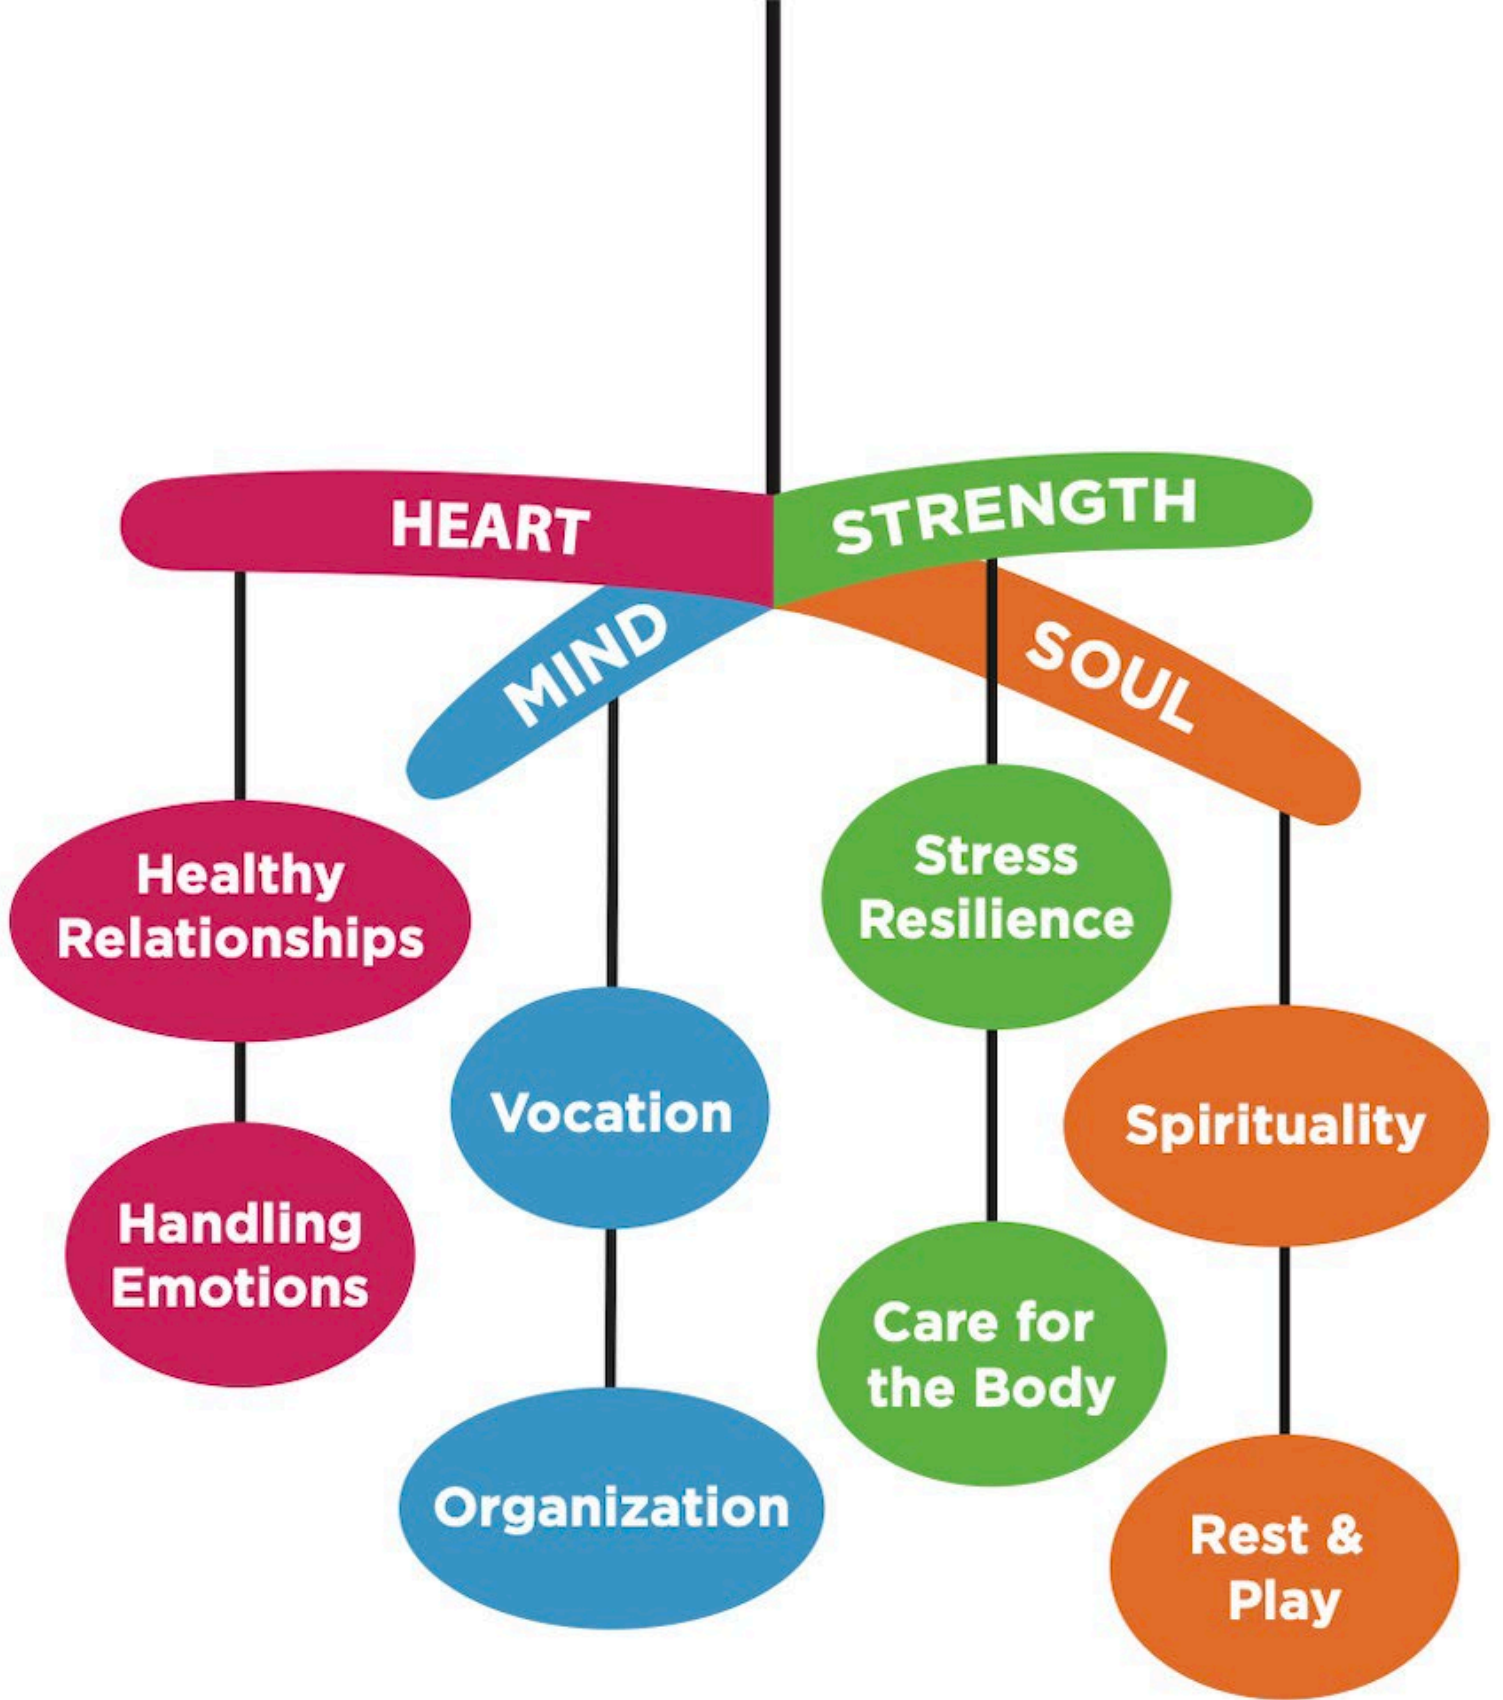 HEART
STRENGTH
MIND
SOUL
Healthy
Relationships
Handling
Emotions
Vocation
Organization
Stress
Resilience
Care for
the Body
Spirituality
Rest &
Play